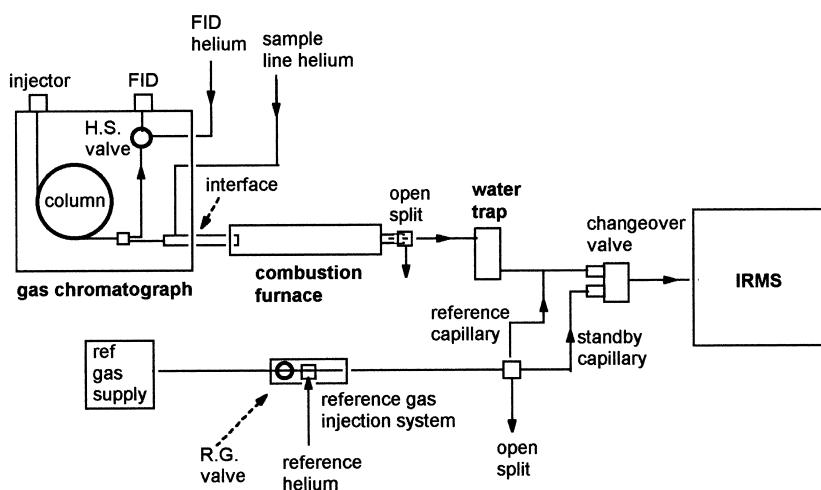 FID
helium
sample
line helium
injector
FID
H.S.
valve
column
interface
gas chromatograph
combustion
furnace
open
split
water
trap
changeover
valve
IRMS
reference
capillary
standby
capillary
ref
gas
supply
reference gas
injection system
R.G.
valve
reference
helium
open
split